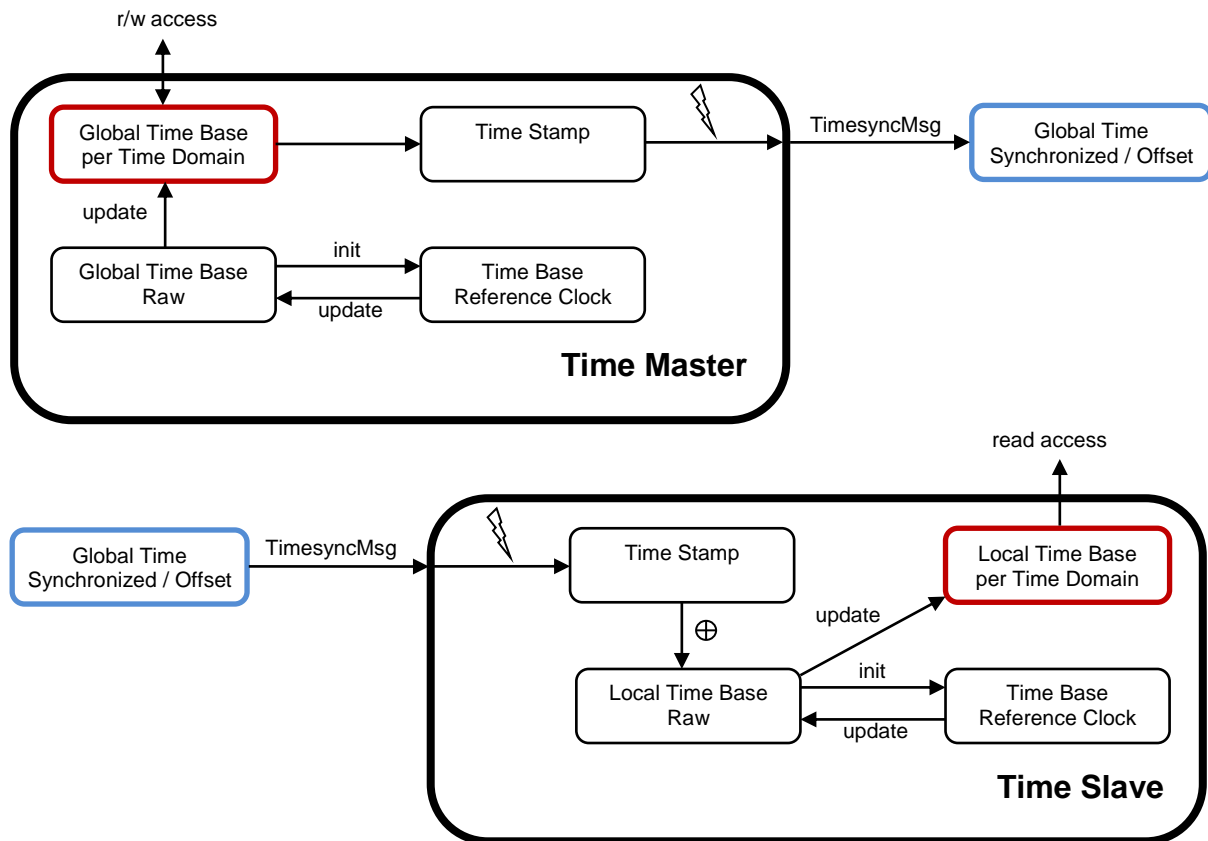 r/w access
Global Time Base
per Time Domain
Time Stamp
TimesyncMsg
Global Time
Synchronized / Offset
update
init
Global Time Base
Raw
Time Base
Reference Clock
update
Time Master
read access
Global Time
Synchronized / Offset
TimesyncMsg
Time Stamp
Local Time Base
per Time Domain
update
Local Time Base
Raw
init
Time Base
Reference Clock
update
Time Slave